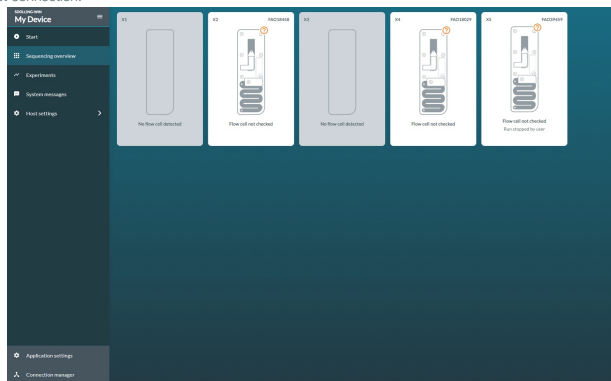 SDOLLING WIN
My Device
Start
Sequencing overview
Experiments
System messages
Host settings
Application settings
Connection manager
X1
No flow cell detected
X2
Flow cell not checked
X3
No flow cell detected
X4
Flow cell not checked
X5
Flow cell not checked
Run stopped by user